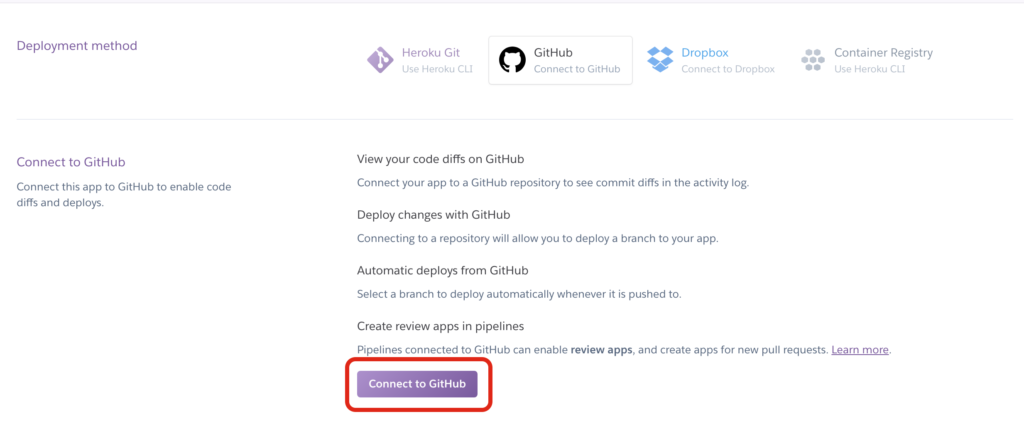 Deployment method
Heroku Git
Use Heroku CLI
GitHub
Connect to GitHub
Dropbox
Connect to Dropbox
Container Registry
Use Heroku CLI
Connect to GitHub
Connect this app to GitHub to enable code
diffs and deploys.
View your code diffs on GitHub
Connect your app to a GitHub repository to see commit diffs in the activity log.
Deploy changes with GitHub
Connecting to a repository will allow you to deploy a branch to your app.
Automatic deploys from GitHub
Select a branch to deploy automatically whenever it is pushed to.
Create review apps in pipelines
Pipelines connected to GitHub can enable review apps, and create apps for new pull requests. Learn more.
Connect to GitHub